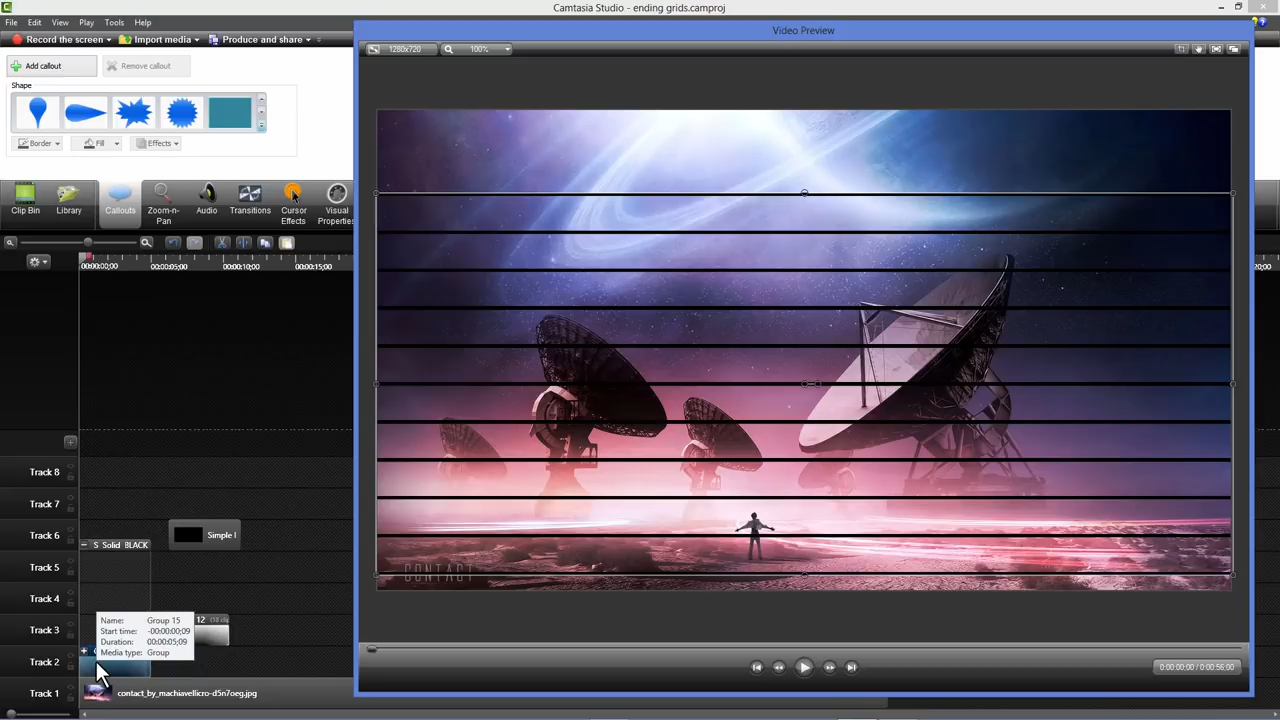 Camtasia Studio - ending grids.camproj
File Edit View Play Tools Help
Record the screen Import media Produce and share
Video Preview
1280x720 100%
Add callout Remove callout
Shape
Border Fill Effects
Clip Bin Library Callouts Zoom-n-Pan Audio Transitions Cursor Effects Visual Properties
00:00:00;00 00:00:05;00 00:00:10;00 00:00:15;00
Track 8
Track 7
Track 6 Simple
S Solid BLACK
Track 5
Track 4
Name: Group 15
Start time: -00:00:00;09
Duration: 00:00:05;09
Media type: Group
Track 3 12
Track 2
Track 1 contact_by_machiavellicro-d5n7oeg.jpg
CONTACT
0:00:00:00 / 0:00:56:00